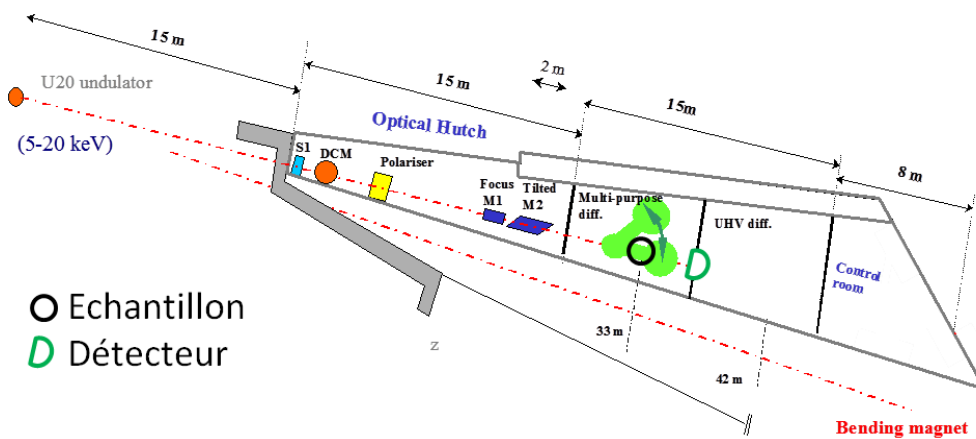 15 m
15 m
2 m
15m
8 m
U20 undulator
(5-20 keV)
Optical Hutch
S1
DCM
Polariser
Focus
M1
Tilted
M2
Multi-purpose
diff.
UHV diff.
Control
room
Echantillon
Détecteur
z
33 m
42 m
Bending magnet